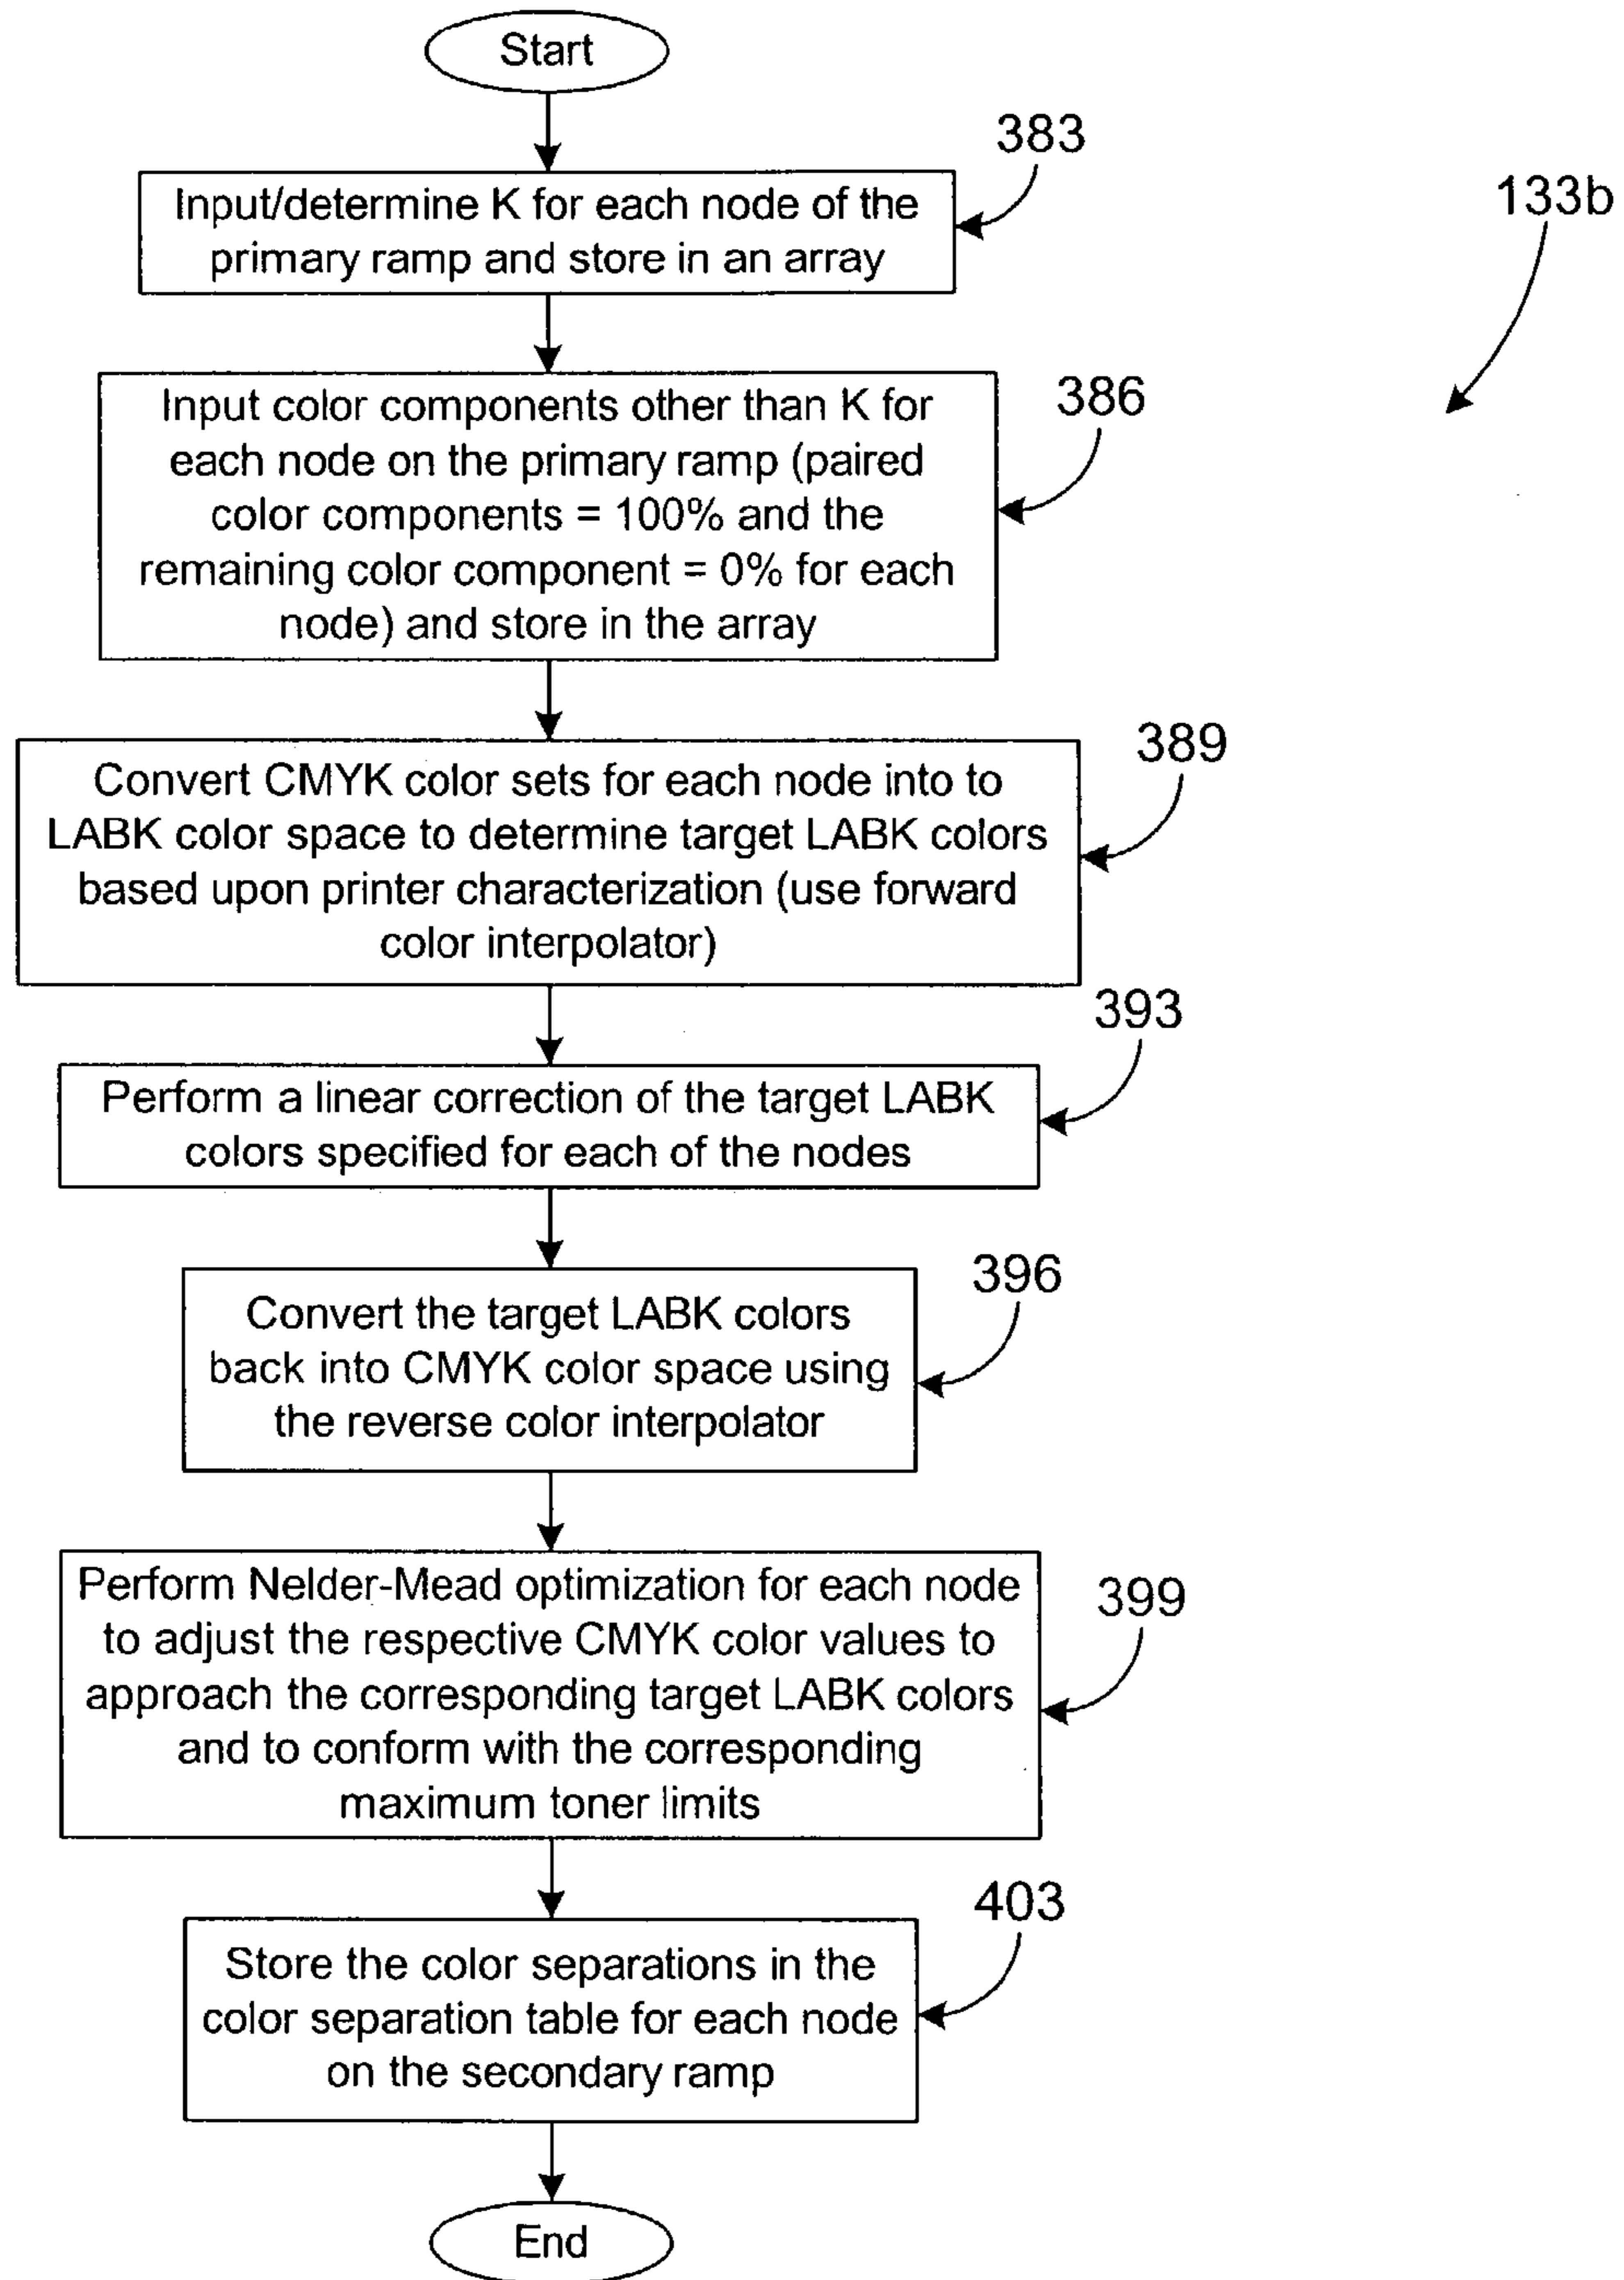 Start
383
Input/determine K for each node of the
primary ramp and store in an array
133b
386
Input color components other than K for
each node on the primary ramp (paired
color components = 100% and the
remaining color component = 0% for each
node) and store in the array
389
Convert CMYK color sets for each node into to
LABK color space to determine target LABK colors
based upon printer characterization (use forward
color interpolator)
393
Perform a linear correction of the target LABK
colors specified for each of the nodes
396
Convert the target LABK colors
back into CMYK color space using
the reverse color interpolator
399
Perform Nelder-Mead optimization for each node
to adjust the respective CMYK color values to
approach the corresponding target LABK colors
and to conform with the corresponding
maximum toner limits
403
Store the color separations in the
color separation table for each node
on the secondary ramp
End